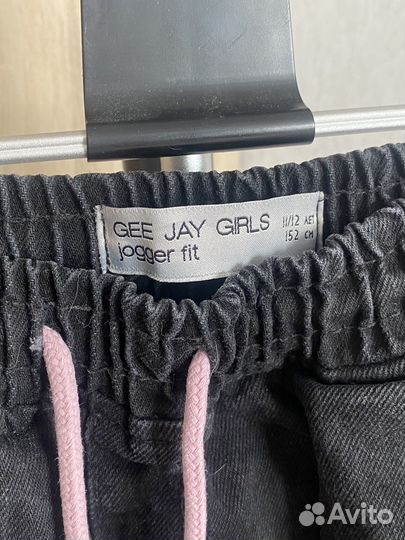 GEE JAY GIRLS 11/12 ЛЕТ
jogger fit 152 СМ
Avito